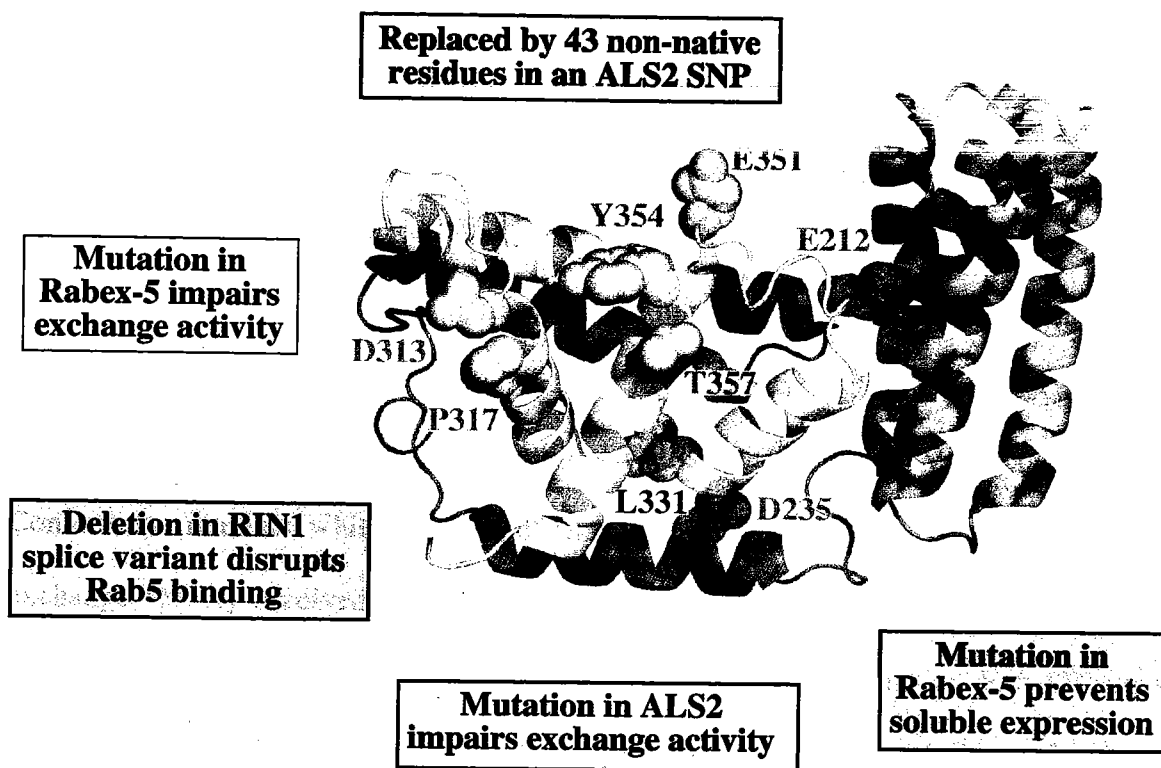 Replaced by 43 non-native
residues in an ALS2 SNP
E351
Y354
E212
Mutation in
Rabex-5 impairs
exchange activity
D313
T357
P317
L331
D235
Deletion in RIN1
splice variant disrupts
Rab5 binding
Mutation in
Rabex-5 prevents
soluble expression
Mutation in ALS2
impairs exchange activity